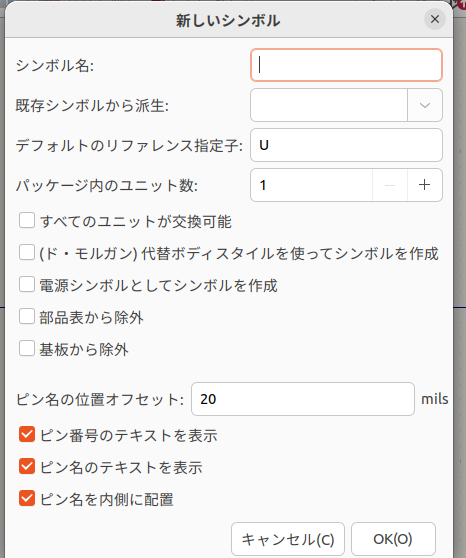 新しいシンボル
シンボル名:
既存シンボルから派生:
デフォルトのリファレンス指定子: U
パッケージ内のユニット数: 1
すべてのユニットが交換可能
(ド・モルガン) 代替ボディスタイルを使ってシンボルを作成
電源シンボルとしてシンボルを作成
部品表から除外
基板から除外
ピン名の位置オフセット: 20 mils
ピン番号のテキストを表示
ピン名のテキストを表示
ピン名を内側に配置
キャンセル(C) OK(O)